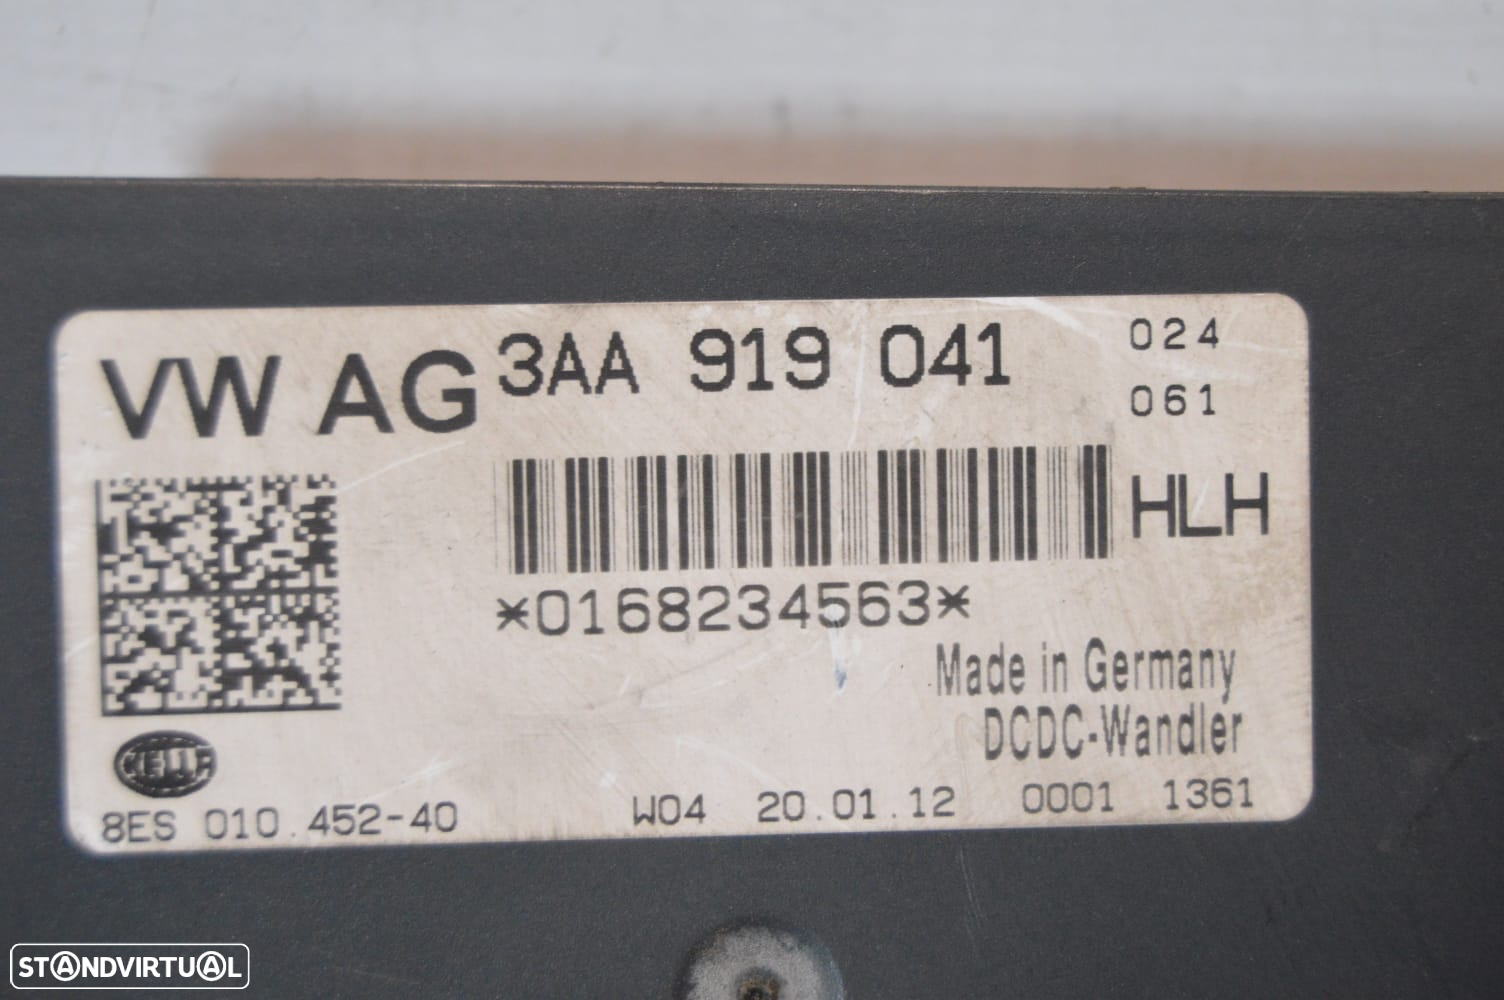 VW AG 3AA 919 041 024
061
HLH
*0168234563*
Made in Germany
DCDC-Wandler
HELLA
8ES 010.452-40 W04 20.01.12 0001 1361
STANDVIRTUAL